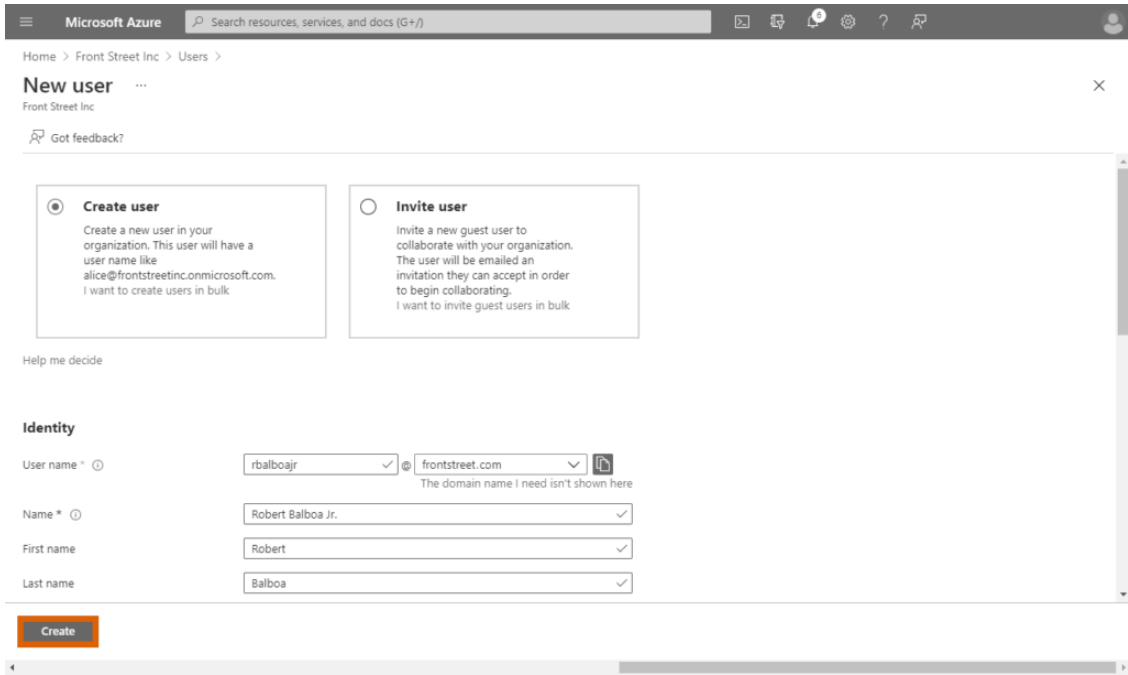 Microsoft Azure
Search resources, services, and docs (G+/)
6
Home > Front Street Inc > Users >
New user ...
Front Street Inc
Got feedback?
Create user
Create a new user in your
organization. This user will have a
user name like
alice@frontstreetinc.onmicrosoft.com.
I want to create users in bulk
Invite user
Invite a new guest user to
collaborate with your organization.
The user will be emailed an
invitation they can accept in order
to begin collaborating.
I want to invite guest users in bulk
Help me decide
Identity
User name * rbalboajr @ frontstreet.com
The domain name I need isn't shown here
Name * Robert Balboa Jr.
First name Robert
Last name Balboa
Create